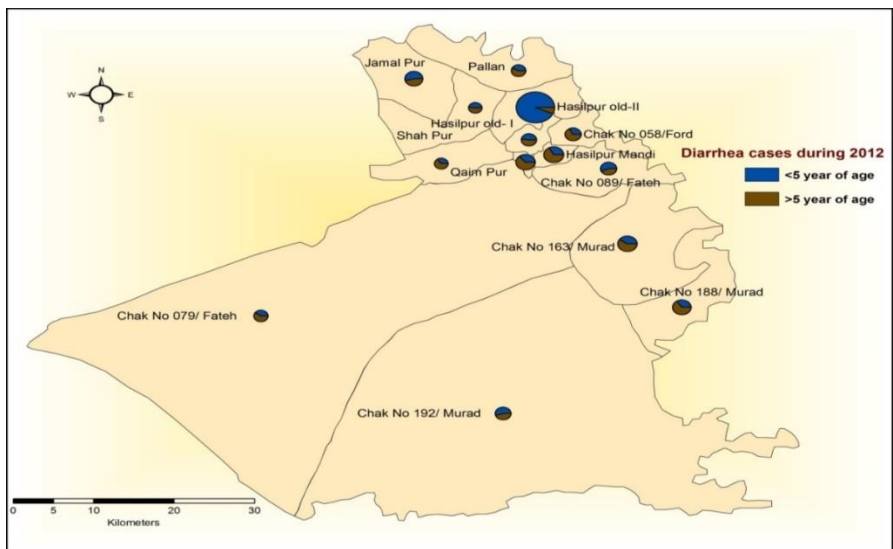 Jamal Pur
Pallan
N
W E
S
Hasilpur old-II
Hasilpur old- I
Shah Pur
Chak No 058/Ford
Hasilpur Mandi
Diarrhea cases during 2012
Qaim Pur
<5 year of age
Chak No 089/ Fateh
>5 year of age
Chak No 163/ Murad
Chak No 188/ Murad
Chak No 079/ Fateh
Chak No 192/ Murad
0 5 10 20 30
Kilometers